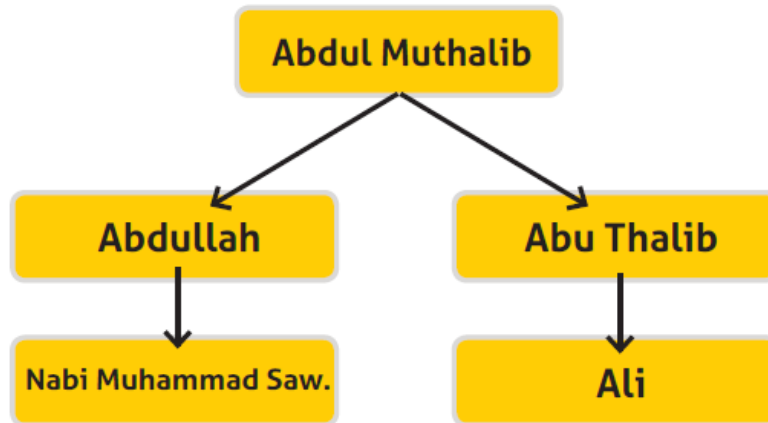 Abdul Muthalib
Abdullah
Abu Thalib
Nabi Muhammad Saw.
Ali